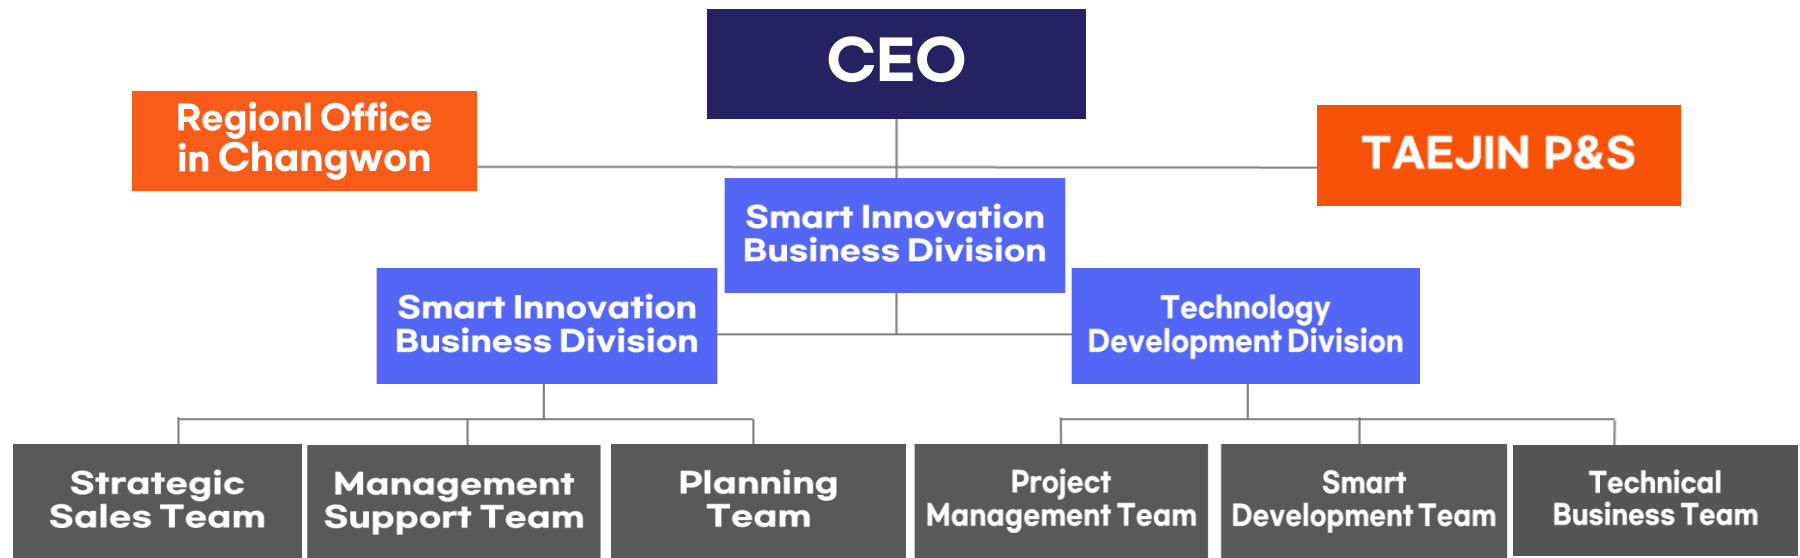 CEO
Regionl Office
in Changwon
TAEJIN P&S
Smart Innovation
Business Division
Smart Innovation
Business Division
Technology
Development Division
Strategic
Sales Team
Management
Support Team
Planning
Team
Project
Management Team
Smart
Development Team
Technical
Business Team